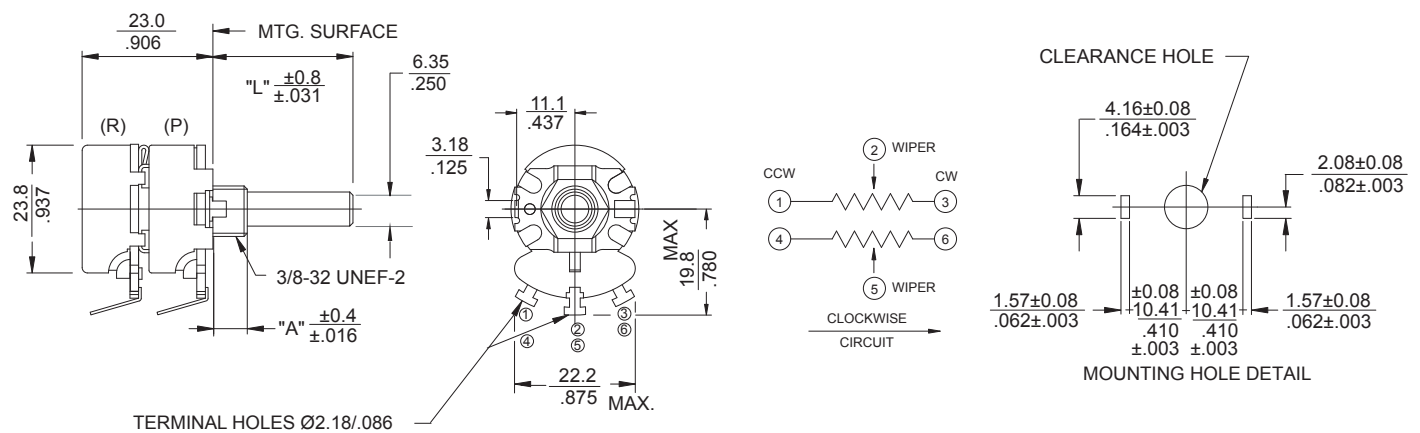 23.0
.906
MTG. SURFACE
"L" ±0.8
±.031
6.35
.250
(R) (P)
23.8
.937
3/8-32 UNEF-2
"A" ±0.4
±.016
TERMINAL HOLES Ø2.18/.086
11.1
.437
3.18
.125
MAX
19.8
.780
① ② ③
④ ⑤ ⑥
22.2
.875
MAX.
② WIPER
CCW CW
① ③
④ ⑥
⑤ WIPER
CLOCKWISE
CIRCUIT
CLEARANCE HOLE
4.16±0.08
.164±.003
2.08±0.08
.082±.003
1.57±0.08
.062±.003
±0.08
10.41
.410
±.003
±0.08
10.41
.410
±.003
1.57±0.08
.062±.003
MOUNTING HOLE DETAIL